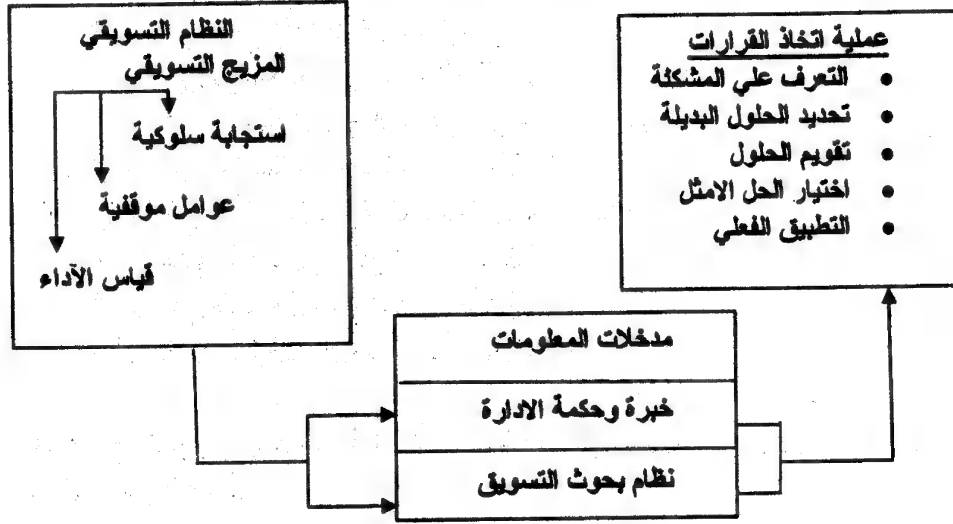 النظام التسويقي
المزيج التسويقي
استجابة سلوكية
عوامل موقفية
قياس الآداء
عملية اتخاذ القرارات
التعرف علي المشكلة
تحديد الحلول البديلة
تقويم الحلول
اختيار الحل الامثل
التطبيق الفعلي
مدخلات المعلومات
خبرة وحكمة الادارة
نظام بحوث التسويق